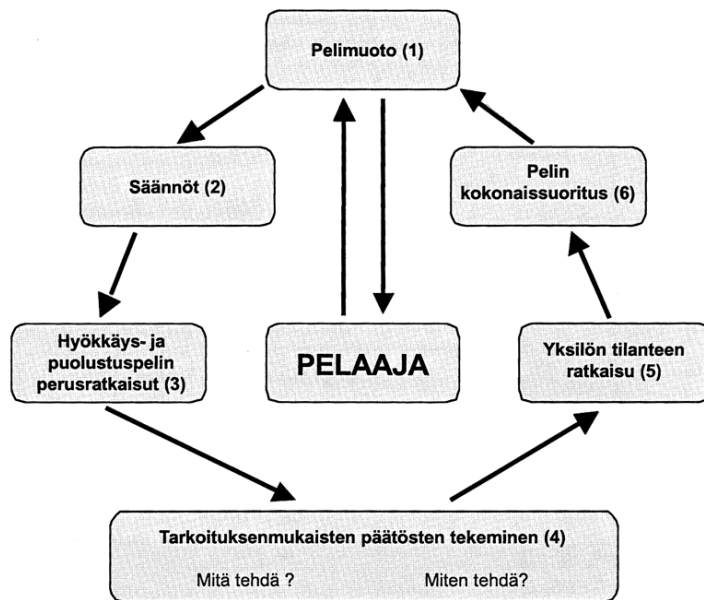 Pelimuoto (1)
Säännöt (2)
Pelin
kokonaissuoritus (6)
Hyökkäys- ja
puolustuspelin
perusratkaisut (3)
PELAAJA
Yksilön tilanteen
ratkaisu (5)
Tarkoituksenmukaisten päätösten tekeminen (4)
Mitä tehdä ? Miten tehdä?